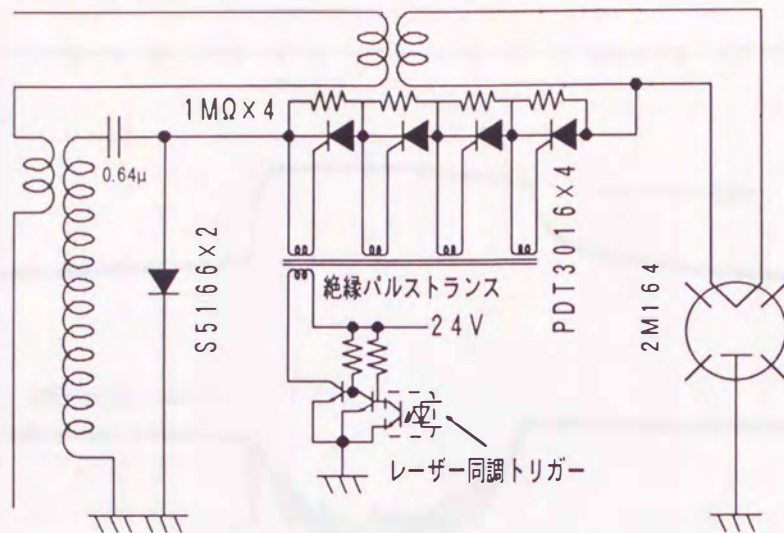 1MΩ×4
0.64μ
S5166×2
PDT3016×4
2M164
絶縁パルストランス
24V
レーザー同調トリガー